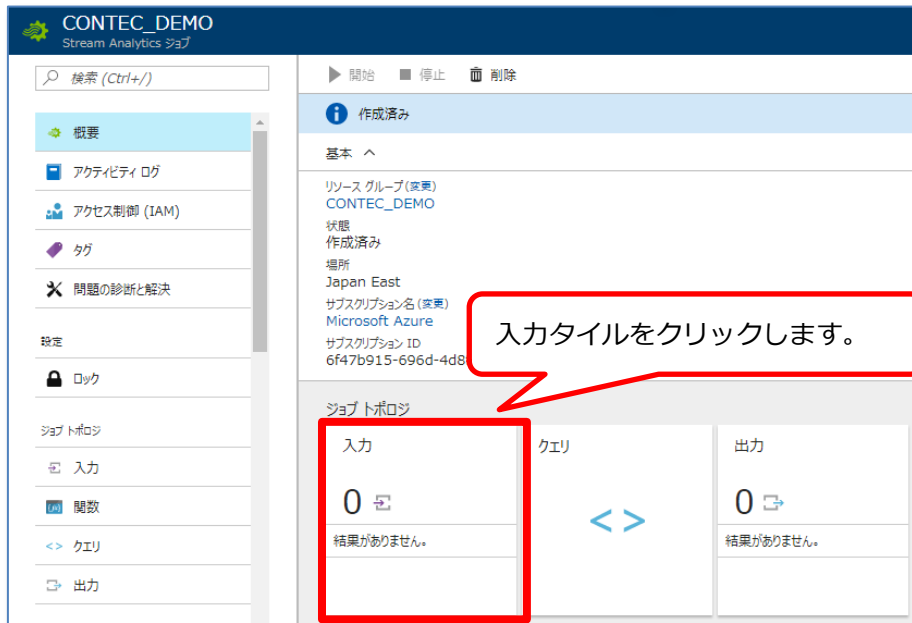 CONTEC_DEMO
Stream Analytics ジョブ
検索 (Ctrl+/)
開始 停止 削除
作成済み
概要
アクティビティ ログ
アクセス制御 (IAM)
タグ
問題の診断と解決
設定
ロック
ジョブ トポロジ
入力
関数
クエリ
出力
基本
リソース グループ(変更)
CONTEC_DEMO
状態
作成済み
場所
Japan East
サブスクリプション名(変更)
Microsoft Azure
サブスクリプション ID
6f47b915-696d-4d8
入力タイルをクリックします。
ジョブ トポロジ
入力
0
結果がありません。
クエリ
< >
出力
0
結果がありません。